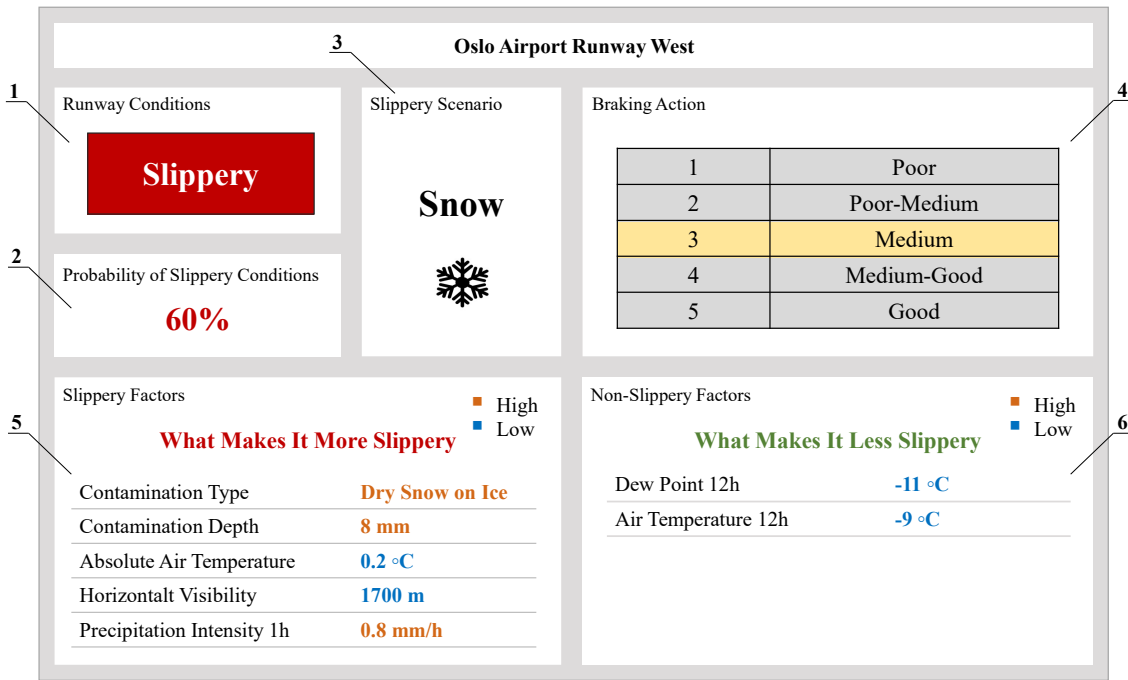 Oslo Airport Runway West
1
Runway Conditions
Slippery
2
Probability of Slippery Conditions
60%
3
Slippery Scenario
Snow
4
Braking Action
1 Poor
2 Poor-Medium
3 Medium
4 Medium-Good
5 Good
5
Slippery Factors
High
Low
What Makes It More Slippery
Contamination Type Dry Snow on Ice
Contamination Depth 8 mm
Absolute Air Temperature 0.2 °C
Horizontalt Visibility 1700 m
Precipitation Intensity 1h 0.8 mm/h
6
Non-Slippery Factors
High
Low
What Makes It Less Slippery
Dew Point 12h -11 °C
Air Temperature 12h -9 °C